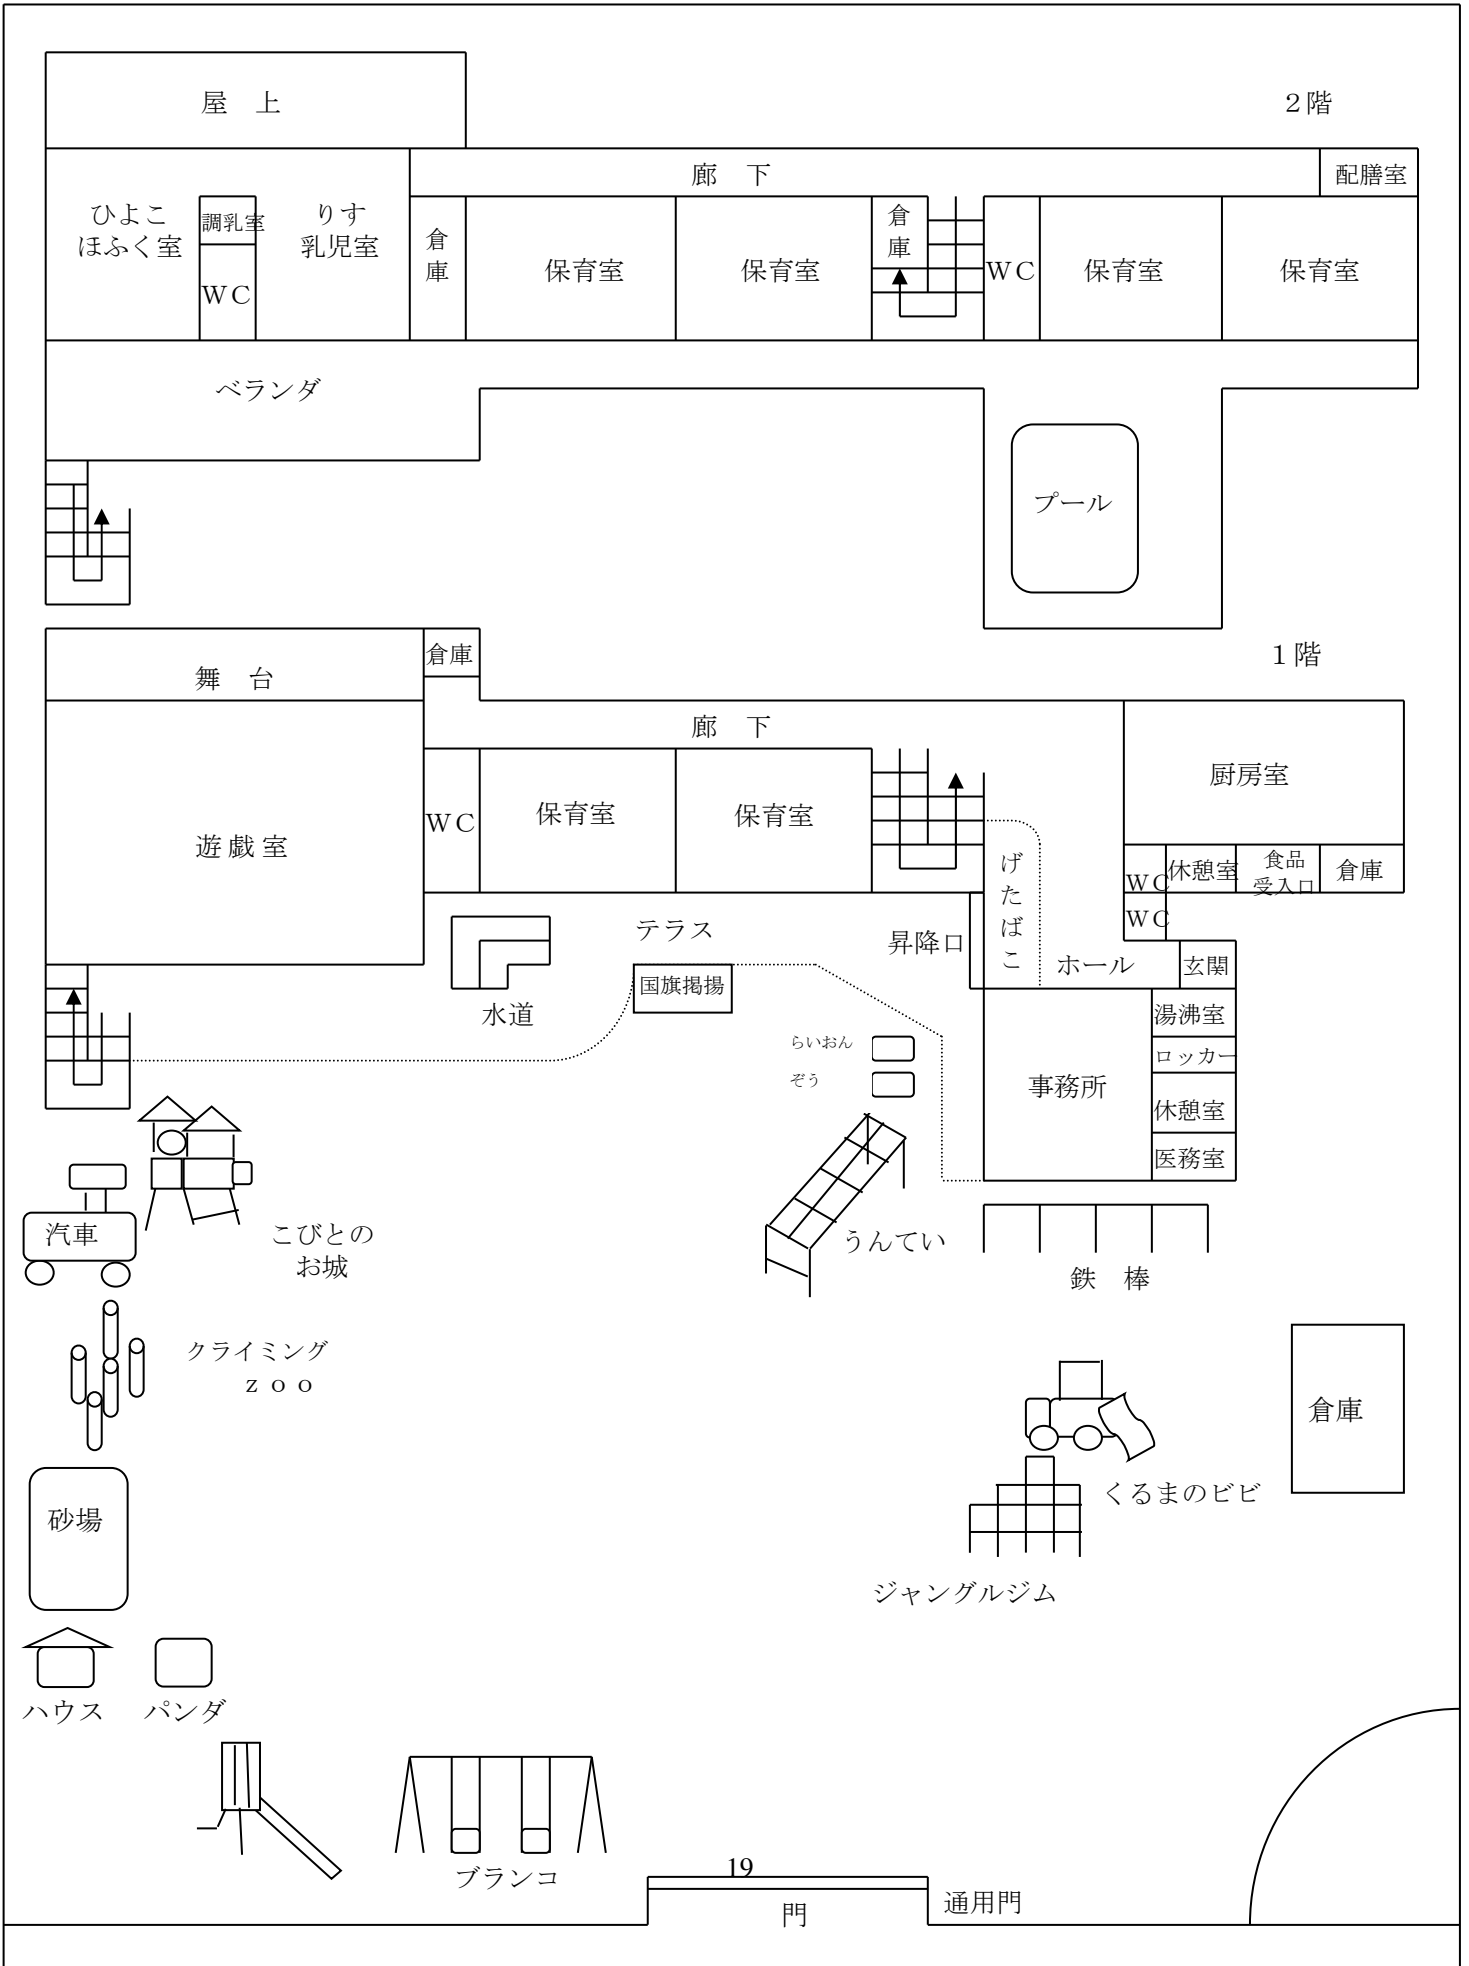 屋　上
２階
廊　下
配膳室
ひよこ
ほふく室
調乳室
ＷＣ
りす
乳児室
倉
庫
保育室
保育室
倉
庫
ＷＣ
保育室
保育室
ベランダ
プール
１階
倉庫
舞　台
廊　下
厨房室
遊 戯 室
ＷＣ
保育室
保育室
げ
た
ば
こ
ＷＣ
休憩室
食品
受入口
倉庫
ＷＣ
テラス
昇降口
ホール
玄関
国旗掲揚
水道
湯沸室
らいおん
ロッカー
ぞう
事務所
休憩室
医務室
汽車
こびとの
お城
うんてい
鉄　棒
クライミング
ｚｏｏ
倉庫
くるまのビビ
砂場
ジャングルジム
ハウス
パンダ
ブランコ
19
門
通用門